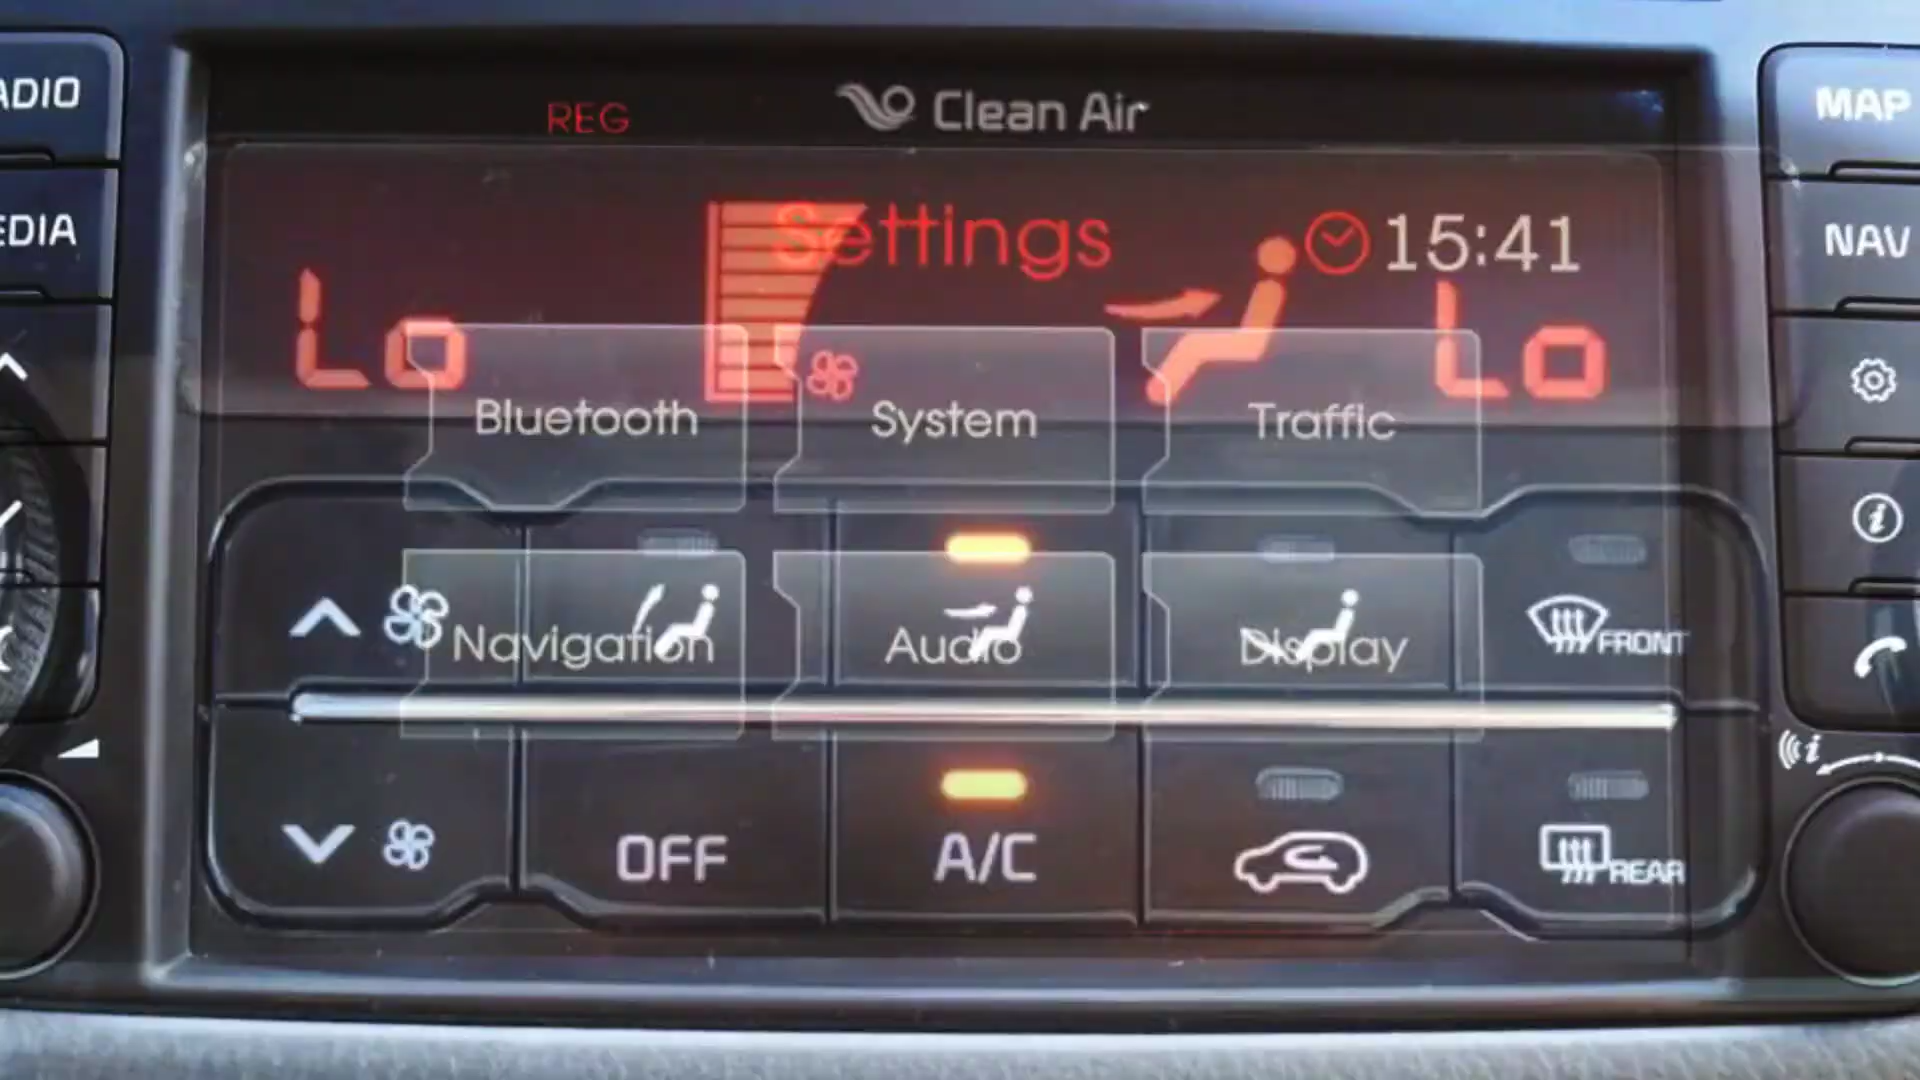 ADIO
REG
Clean Air
MAP
EDIA
Settings
15:41
NAV
Lo
Lo
Bluetooth
System
Traffic
Navigation
Audio
Display
FRONT
OFF
A/C
REAR